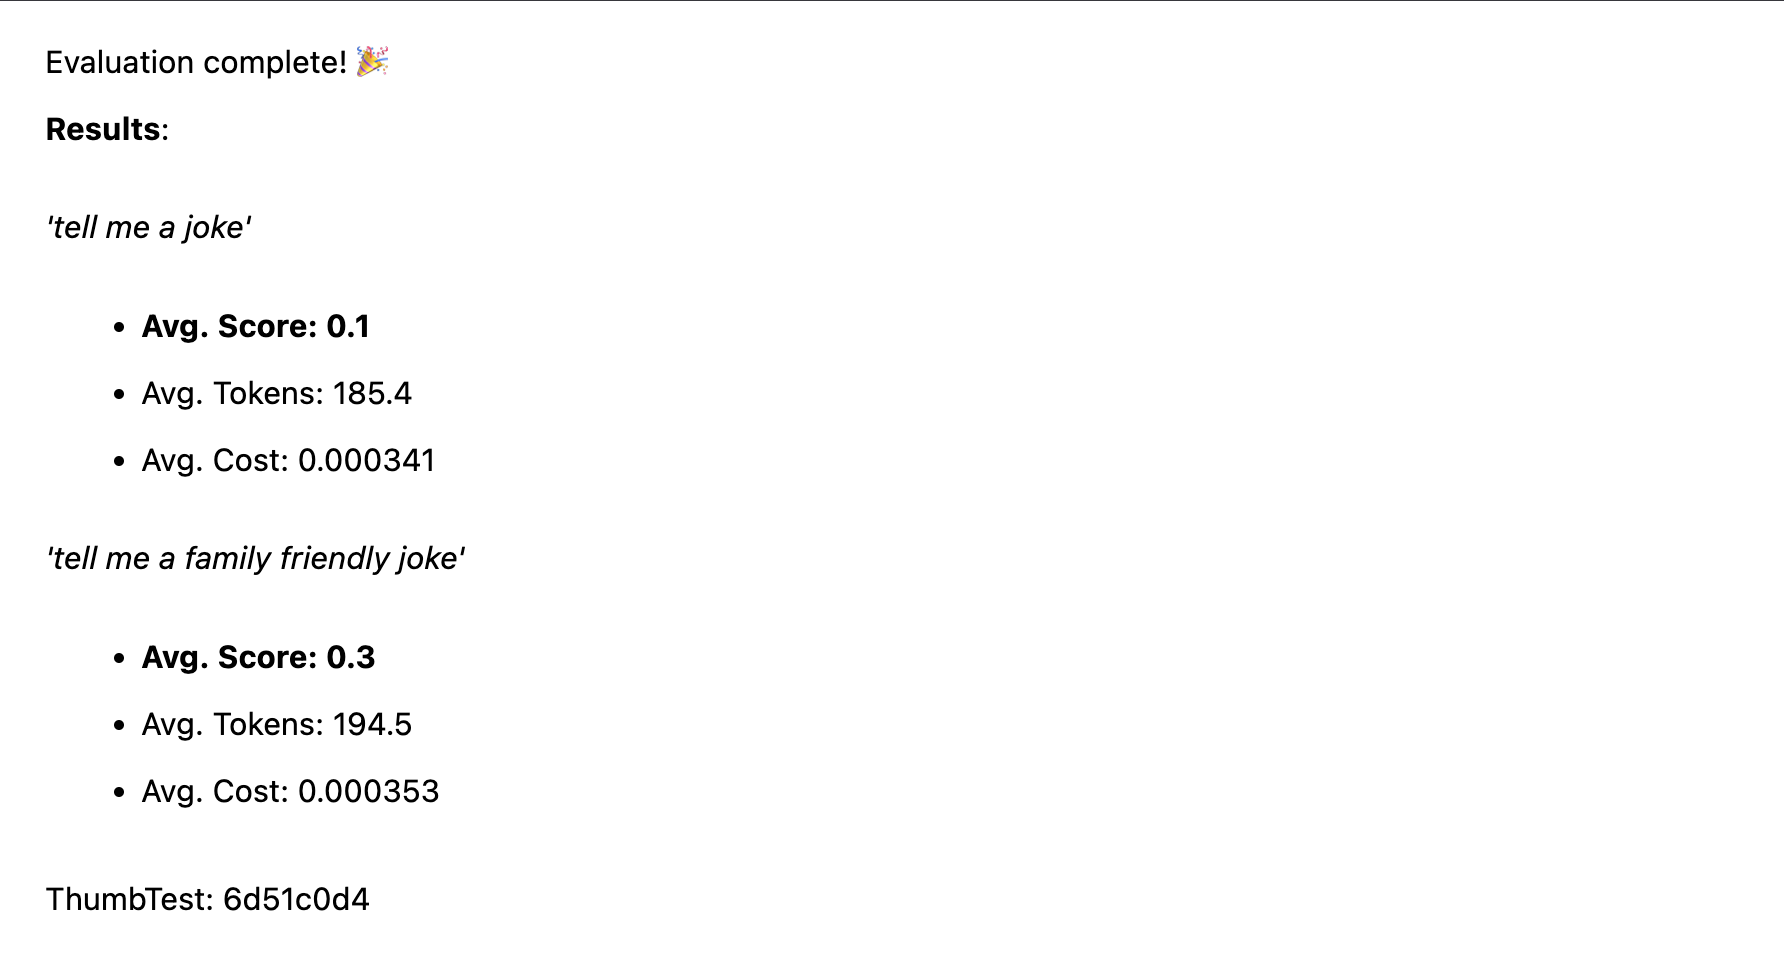 Evaluation complete! 🎉
Results:
'tell me a joke'
• Avg. Score: 0.1
• Avg. Tokens: 185.4
• Avg. Cost: 0.000341
'tell me a family friendly joke'
• Avg. Score: 0.3
• Avg. Tokens: 194.5
• Avg. Cost: 0.000353
ThumbTest: 6d51c0d4